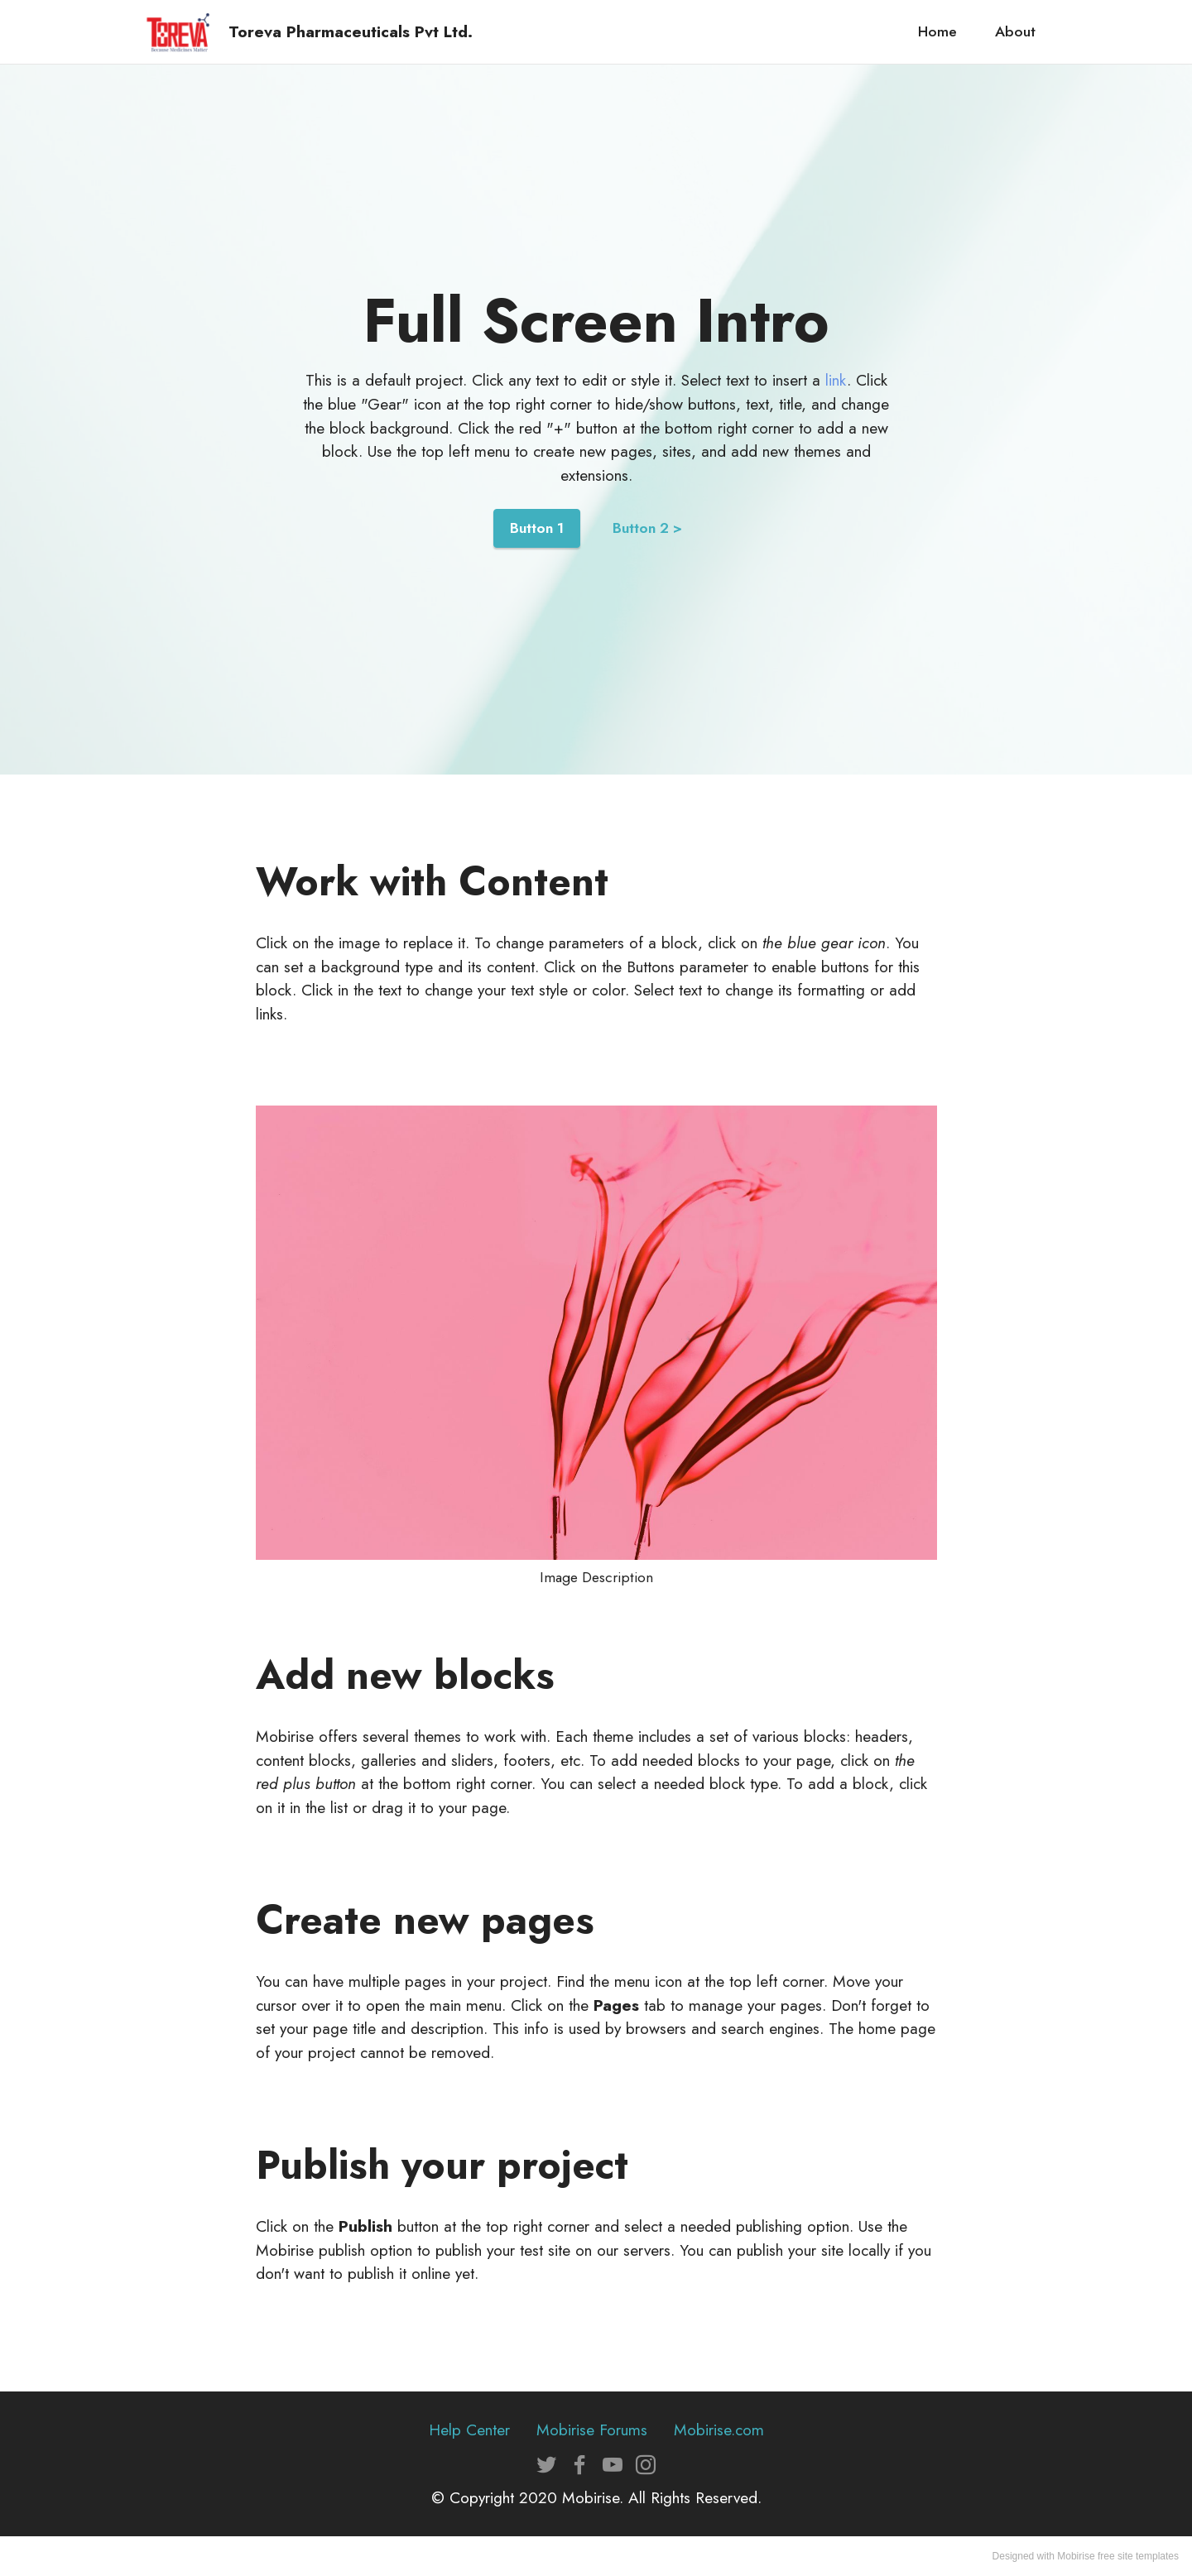 TOREVA
Because Medicines Matter
Toreva Pharmaceuticals Pvt Ltd.
Home
About
Full Screen Intro
This is a default project. Click any text to edit or style it. Select text to insert a link. Click
the blue "Gear" icon at the top right corner to hide/show buttons, text, title, and change
the block background. Click the red "+" button at the bottom right corner to add a new
block. Use the top left menu to create new pages, sites, and add new themes and
extensions.
Button 1
Button 2 >
Work with Content
Click on the image to replace it. To change parameters of a block, click on the blue gear icon. You
can set a background type and its content. Click on the Buttons parameter to enable buttons for this
block. Click in the text to change your text style or color. Select text to change its formatting or add
links.
Image Description
Add new blocks
Mobirise offers several themes to work with. Each theme includes a set of various blocks: headers,
content blocks, galleries and sliders, footers, etc. To add needed blocks to your page, click on the
red plus button at the bottom right corner. You can select a needed block type. To add a block, click
on it in the list or drag it to your page.
Create new pages
You can have multiple pages in your project. Find the menu icon at the top left corner. Move your
cursor over it to open the main menu. Click on the Pages tab to manage your pages. Don't forget to
set your page title and description. This info is used by browsers and search engines. The home page
of your project cannot be removed.
Publish your project
Click on the Publish button at the top right corner and select a needed publishing option. Use the
Mobirise publish option to publish your test site on our servers. You can publish your site locally if you
don't want to publish it online yet.
Help Center
Mobirise Forums
Mobirise.com
© Copyright 2020 Mobirise. All Rights Reserved.
Designed with Mobirise free site templates